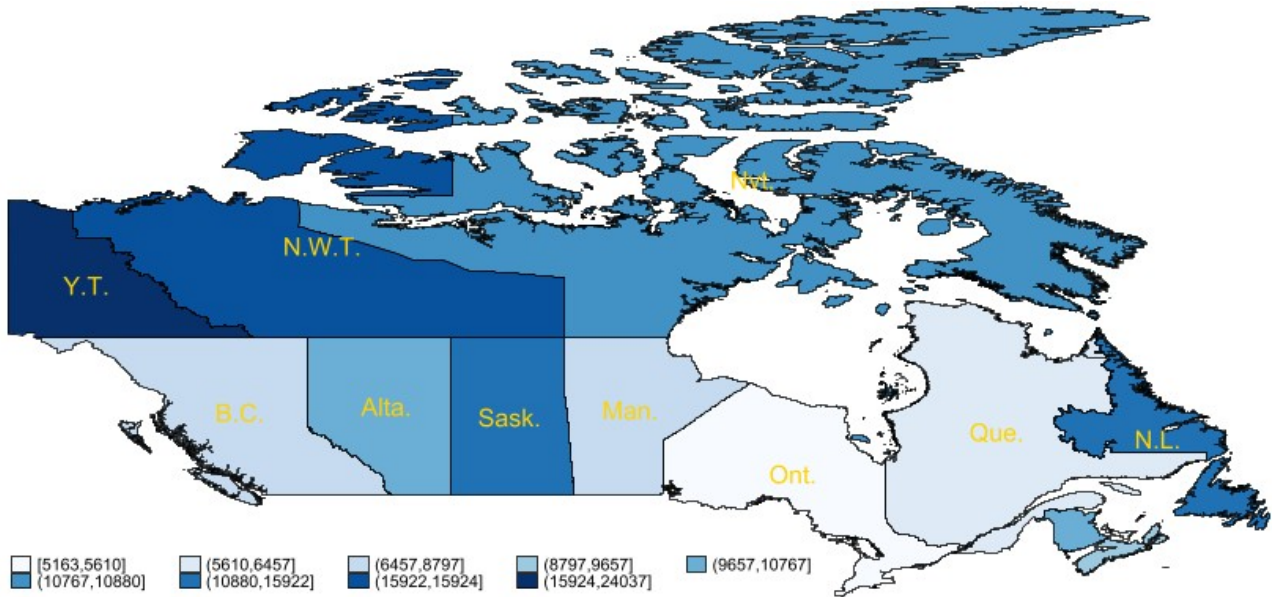 Nvt.
N.W.T.
Y.T.
B.C.
Alta.
Sask.
Man.
Que.
N.L.
Ont.
[5163,5610] (5610,6457] (6457,8797] (8797,9657] (9657,10767]
(10767,10880] (10880,15922] (15922,15924] (15924,24037]